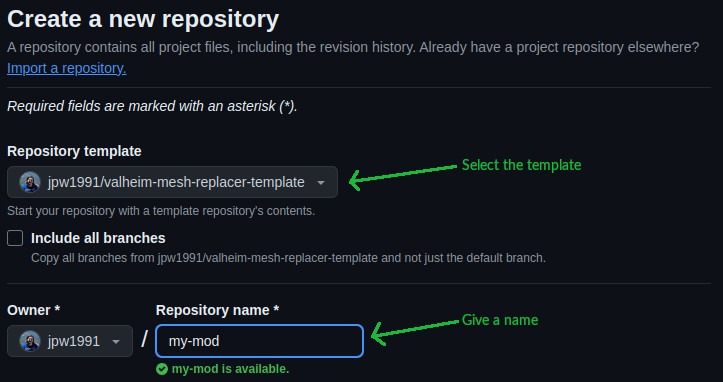 Create a new repository
A repository contains all project files, including the revision history. Already have a project repository elsewhere?
Import a repository.
Required fields are marked with an asterisk (*).
Repository template
jpw1991/valheim-mesh-replacer-template
Select the template
Start your repository with a template repository's contents.
Include all branches
Copy all branches from jpw1991/valheim-mesh-replacer-template and not just the default branch.
Owner * Repository name *
jpw1991 / my-mod
Give a name
my-mod is available.